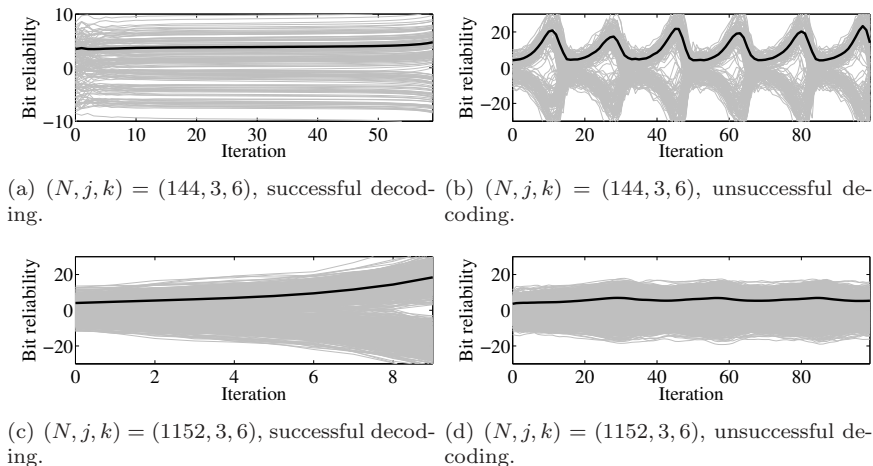 10
0
−10
Bit reliability
0 10 20 30 40 50
Iteration
(a) (N, j, k) = (144, 3, 6), successful decod-
ing.
20
0
−20
Bit reliability
0 20 40 60 80
Iteration
(b) (N, j, k) = (144, 3, 6), unsuccessful de-
coding.
20
0
−20
Bit reliability
0 2 4 6 8
Iteration
(c) (N, j, k) = (1152, 3, 6), successful decod-
ing.
20
0
−20
Bit reliability
0 20 40 60 80
Iteration
(d) (N, j, k) = (1152, 3, 6), unsuccessful de-
coding.